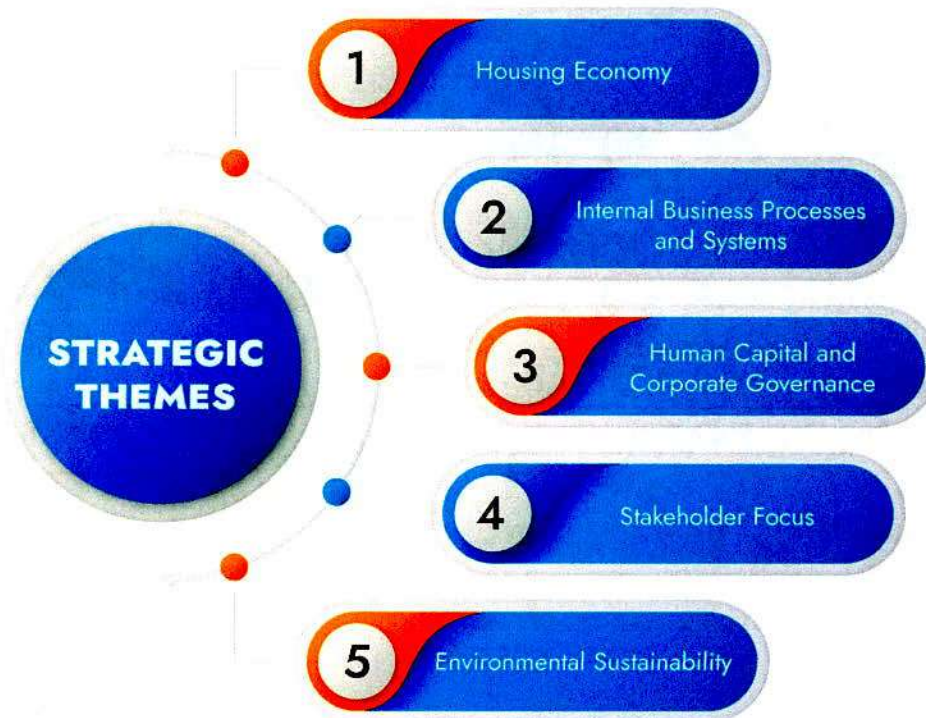 STRATEGIC
THEMES
1
Housing Economy
2
Internal Business Processes
and Systems
3
Human Capital and
Corporate Governance
4
Stakeholder Focus
5
Environmental Sustainability